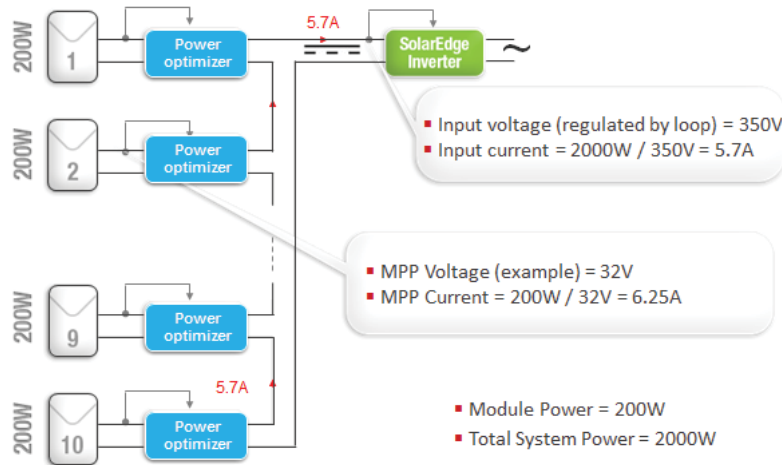 5.7A
200W
1
Power
optimizer
SolarEdge
Inverter
~
▪ Input voltage (regulated by loop) = 350V
▪ Input current = 2000W / 350V = 5.7A
200W
2
Power
optimizer
▪ MPP Voltage (example) = 32V
▪ MPP Current = 200W / 32V = 6.25A
200W
9
Power
optimizer
5.7A
200W
10
Power
optimizer
▪ Module Power = 200W
▪ Total System Power = 2000W